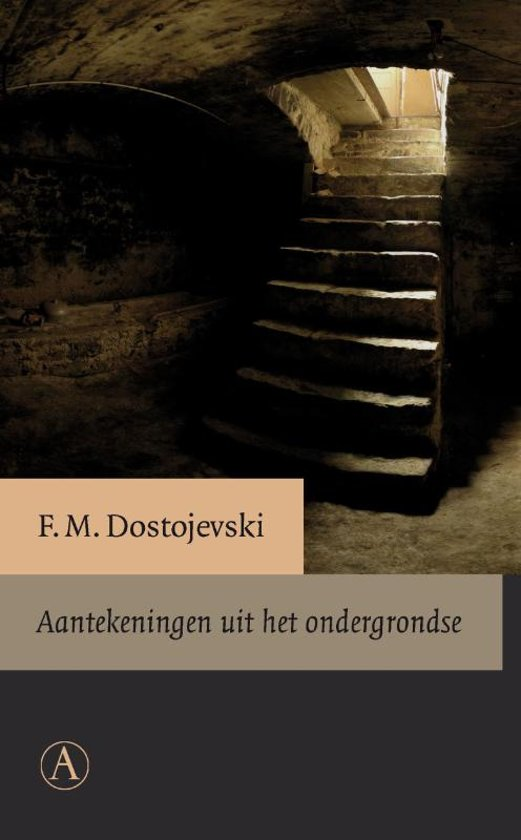 F. M. Dostojevski
Aantekeningen uit het ondergrondse
A